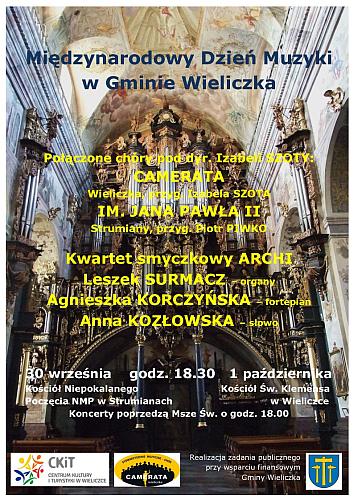 Międzynarodowy Dzień Muzyki
w Gminie Wieliczka
Połączone chóry pod dyr. Izabeli SZOTY:
CAMERATA
Wieliczka, przyg. Izabela SZOTA
IM. JANA PAWŁA II
Strumiany, przyg. Piotr PIWKO
Kwartet smyczkowy ARCHI
Leszek SURMACZ – organy
Agnieszka KORCZYŃSKA – fortepian
Anna KOZŁOWSKA – słowo
30 września godz. 18.30 1 października
Kościół Niepokalanego Kościół Św. Klemensa
Poczęcia NMP w Strumianach w Wieliczce
Koncerty poprzedzą Msze Św. o godz. 18.00
CKiT
CENTRUM KULTURY
I TURYSTYKI W WIELICZCE
CAMERATA
Realizacja zadania publicznego
przy wsparciu finansowym
Gminy Wieliczka